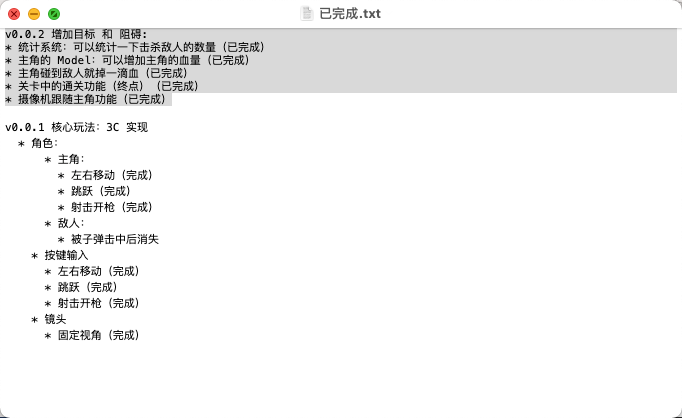 已完成.txt
v0.0.2 增加目标 和 阻碍:
* 统计系统: 可以统计一下击杀敌人的数量 (已完成)
* 主角的 Model: 可以增加主角的血量 (已完成)
* 主角碰到敌人就掉一滴血 (已完成)
* 关卡中的通关功能 (终点) (已完成)
* 摄像机跟随主角功能 (已完成)
v0.0.1 核心玩法: 3C 实现
* 角色:
* 主角:
* 左右移动 (完成)
* 跳跃 (完成)
* 射击开枪 (完成)
* 敌人:
* 被子弹击中后消失
* 按键输入
* 左右移动 (完成)
* 跳跃 (完成)
* 射击开枪 (完成)
* 镜头
* 固定视角 (完成)